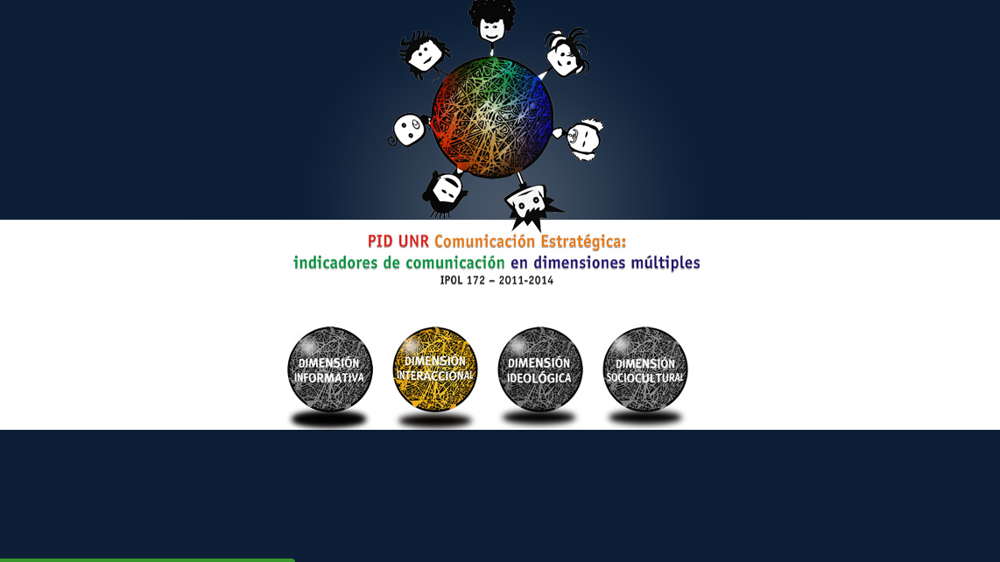 PID UNR Comunicación Estratégica:
indicadores de comunicación en dimensiones múltiples
IPOL 172 – 2011-2014
DIMENSIÓN
INFORMATIVA
DIMENSIÓN
INTERACCIONAL
DIMENSIÓN
IDEOLÓGICA
DIMENSIÓN
SOCIOCULTURAL